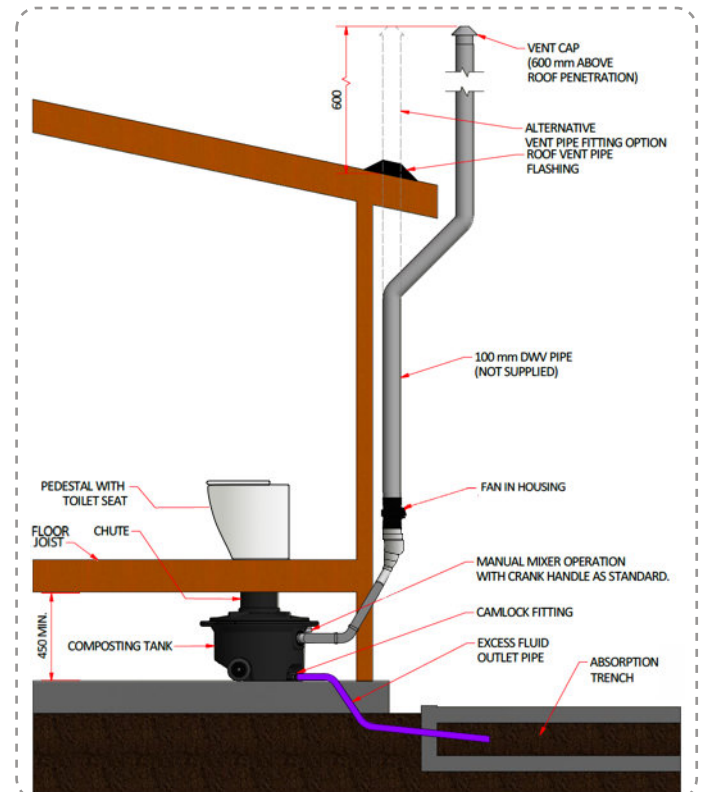 VENT CAP
(600 mm ABOVE
ROOF PENETRATION)
600
ALTERNATIVE
VENT PIPE FITTING OPTION
ROOF VENT PIPE
FLASHING
100 mm DWV PIPE
(NOT SUPPLIED)
PEDESTAL WITH
TOILET SEAT
FAN IN HOUSING
FLOOR
JOIST
CHUTE
MANUAL MIXER OPERATION
WITH CRANK HANDLE AS STANDARD.
450 MIN.
COMPOSTING TANK
CAMLOCK FITTING
EXCESS FLUID
OUTLET PIPE
ABSORPTION
TRENCH